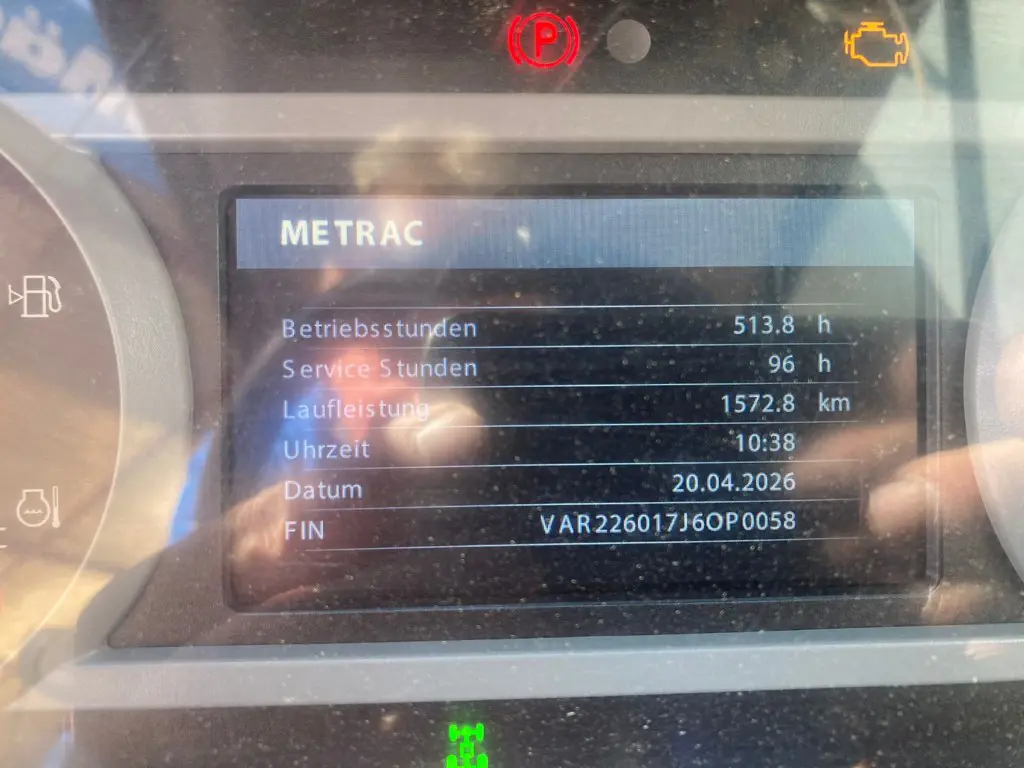 P
METRAC
Betriebsstunden 513.8 h
Service Stunden 96 h
Laufleistung 1572.8 km
Uhrzeit 10:38
Datum 20.04.2026
FIN VAR226017J6OP0058